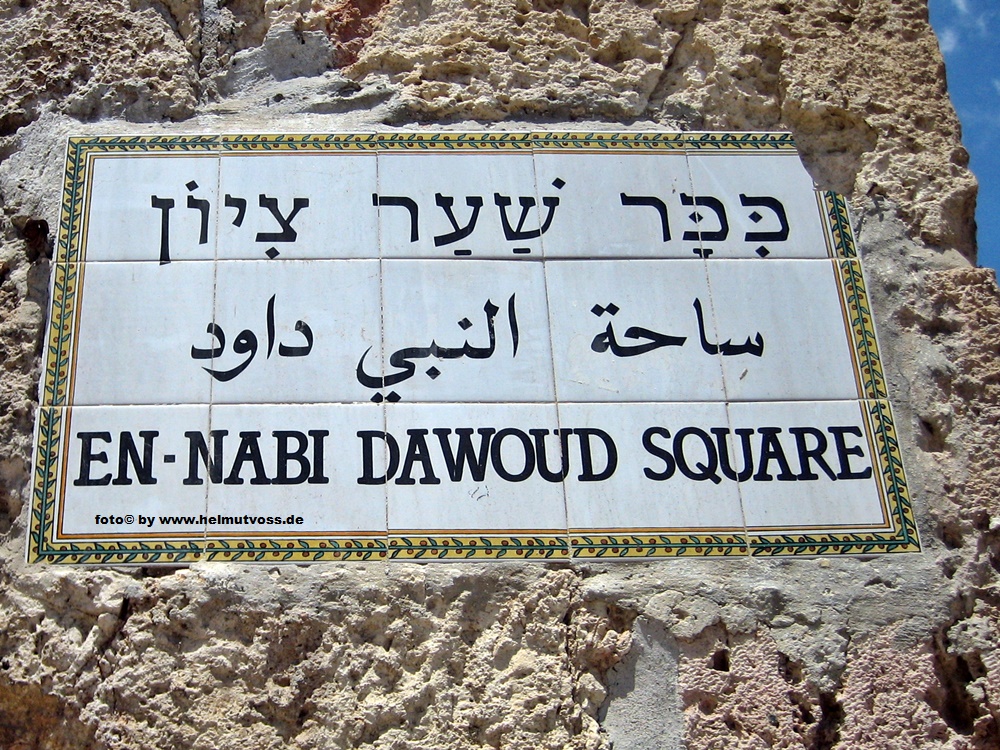 כִּכַּר שַׁעַר צִיּוֹן
ساحة النبي داود
EN-NABI DAWOUD SQUARE
foto© by www.helmutvoss.de